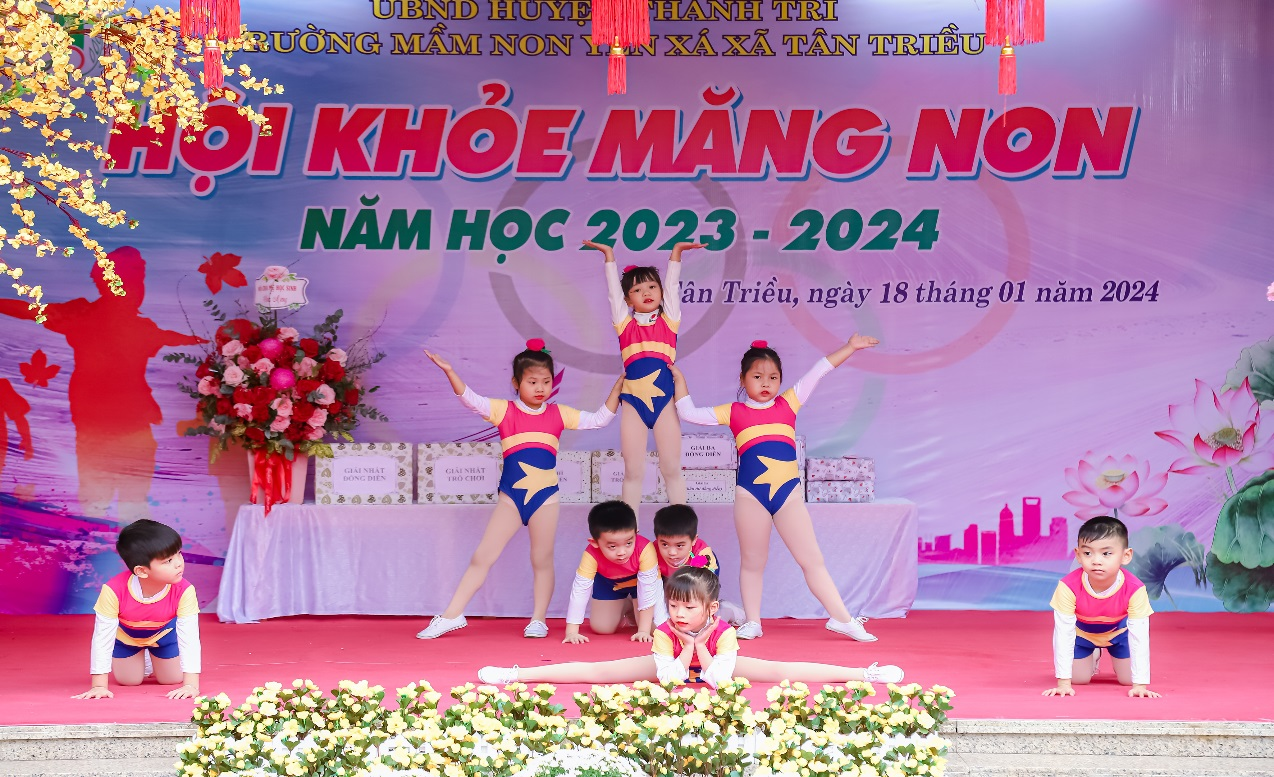 UBND HUYỆN THANH TRÌ
TRƯỜNG MẦM NON YÊN XÁ XÃ TÂN TRIỀU
HỘI KHỎE MĂNG NON
NĂM HỌC 2023 - 2024
Tân Triều, ngày 18 tháng 01 năm 2024
GIẢI NHẤT
ĐỒNG DIỄN
GIẢI NHẤT
TRÒ CHƠI
GIẢI BA
ĐỒNG DIỄN